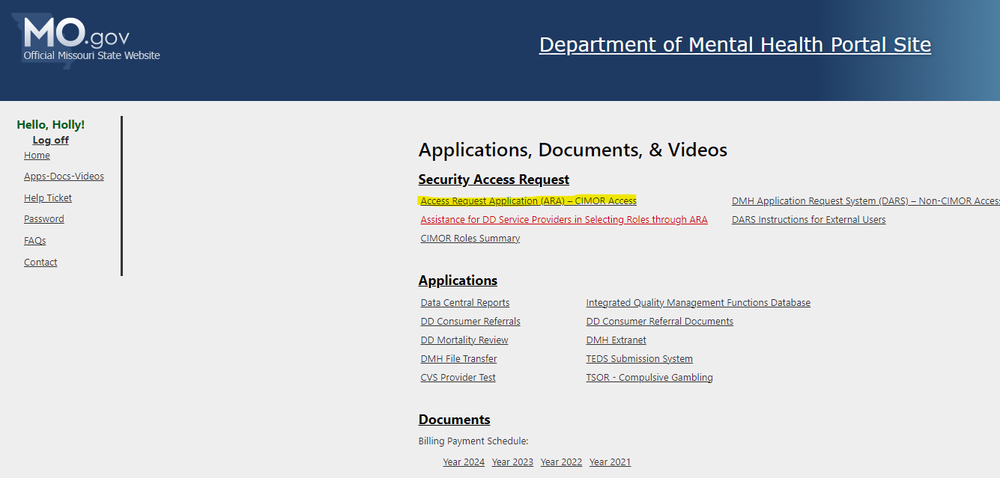 MO.gov
Official Missouri State Website
Department of Mental Health Portal Site
Hello, Holly!
Log off
Home
Apps-Docs-Videos
Help Ticket
Password
FAQs
Contact
Applications, Documents, & Videos
Security Access Request
Access Request Application (ARA) – CIMOR Access
DMH Application Request System (DARS) – Non-CIMOR Access
Assistance for DD Service Providers in Selecting Roles through ARA
DARS Instructions for External Users
CIMOR Roles Summary
Applications
Data Central Reports
Integrated Quality Management Functions Database
DD Consumer Referrals
DD Consumer Referral Documents
DD Mortality Review
DMH Extranet
DMH File Transfer
TEDS Submission System
CVS Provider Test
TSOR - Compulsive Gambling
Documents
Billing Payment Schedule:
Year 2024 Year 2023 Year 2022 Year 2021